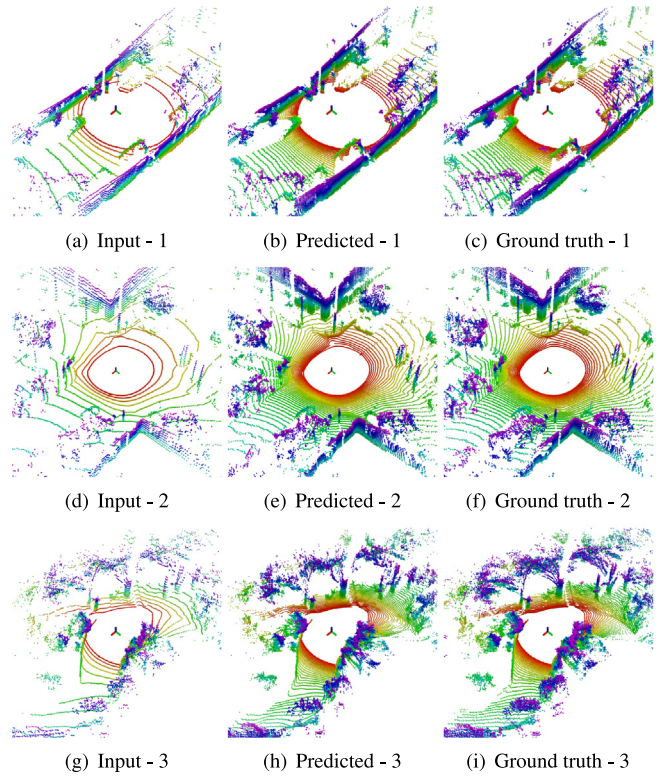 (a) Input - 1
(b) Predicted - 1
(c) Ground truth - 1
(d) Input - 2
(e) Predicted - 2
(f) Ground truth - 2
(g) Input - 3
(h) Predicted - 3
(i) Ground truth - 3